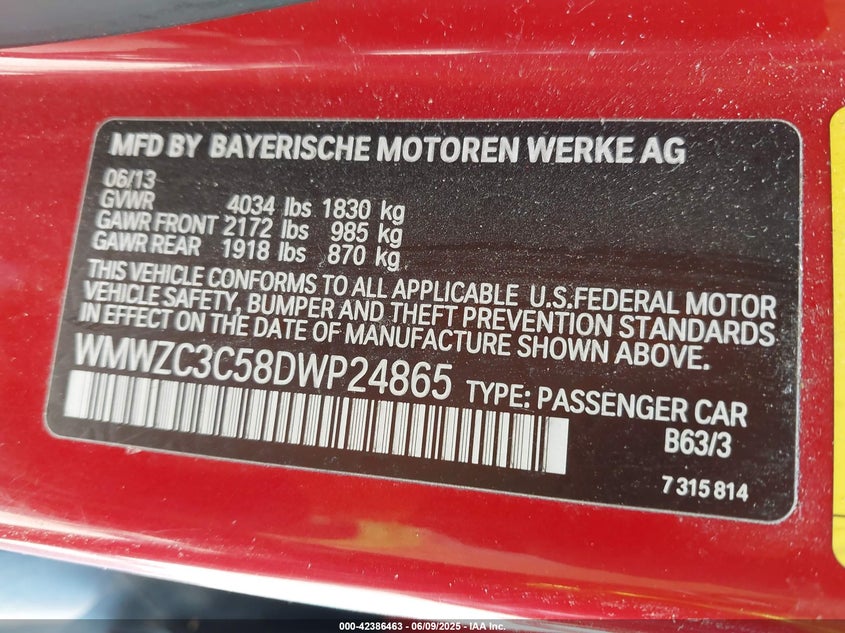 MFD BY BAYERISCHE MOTOREN WERKE AG
06/13
GVWR 4034 lbs 1830 kg
GAWR FRONT 2172 lbs 985 kg
GAWR REAR 1918 lbs 870 kg
THIS VEHICLE CONFORMS TO ALL APPLICABLE U.S.FEDERAL MOTOR
VEHICLE SAFETY, BUMPER AND THEFT PREVENTION STANDARDS
IN EFFECT ON THE DATE OF MANUFACTURE SHOWN ABOVE.
WMWZC3C58DWP24865 TYPE: PASSENGER CAR
B63/3
7 315 814
000-42386463 - 06/09/2025 - IAAI, Inc.